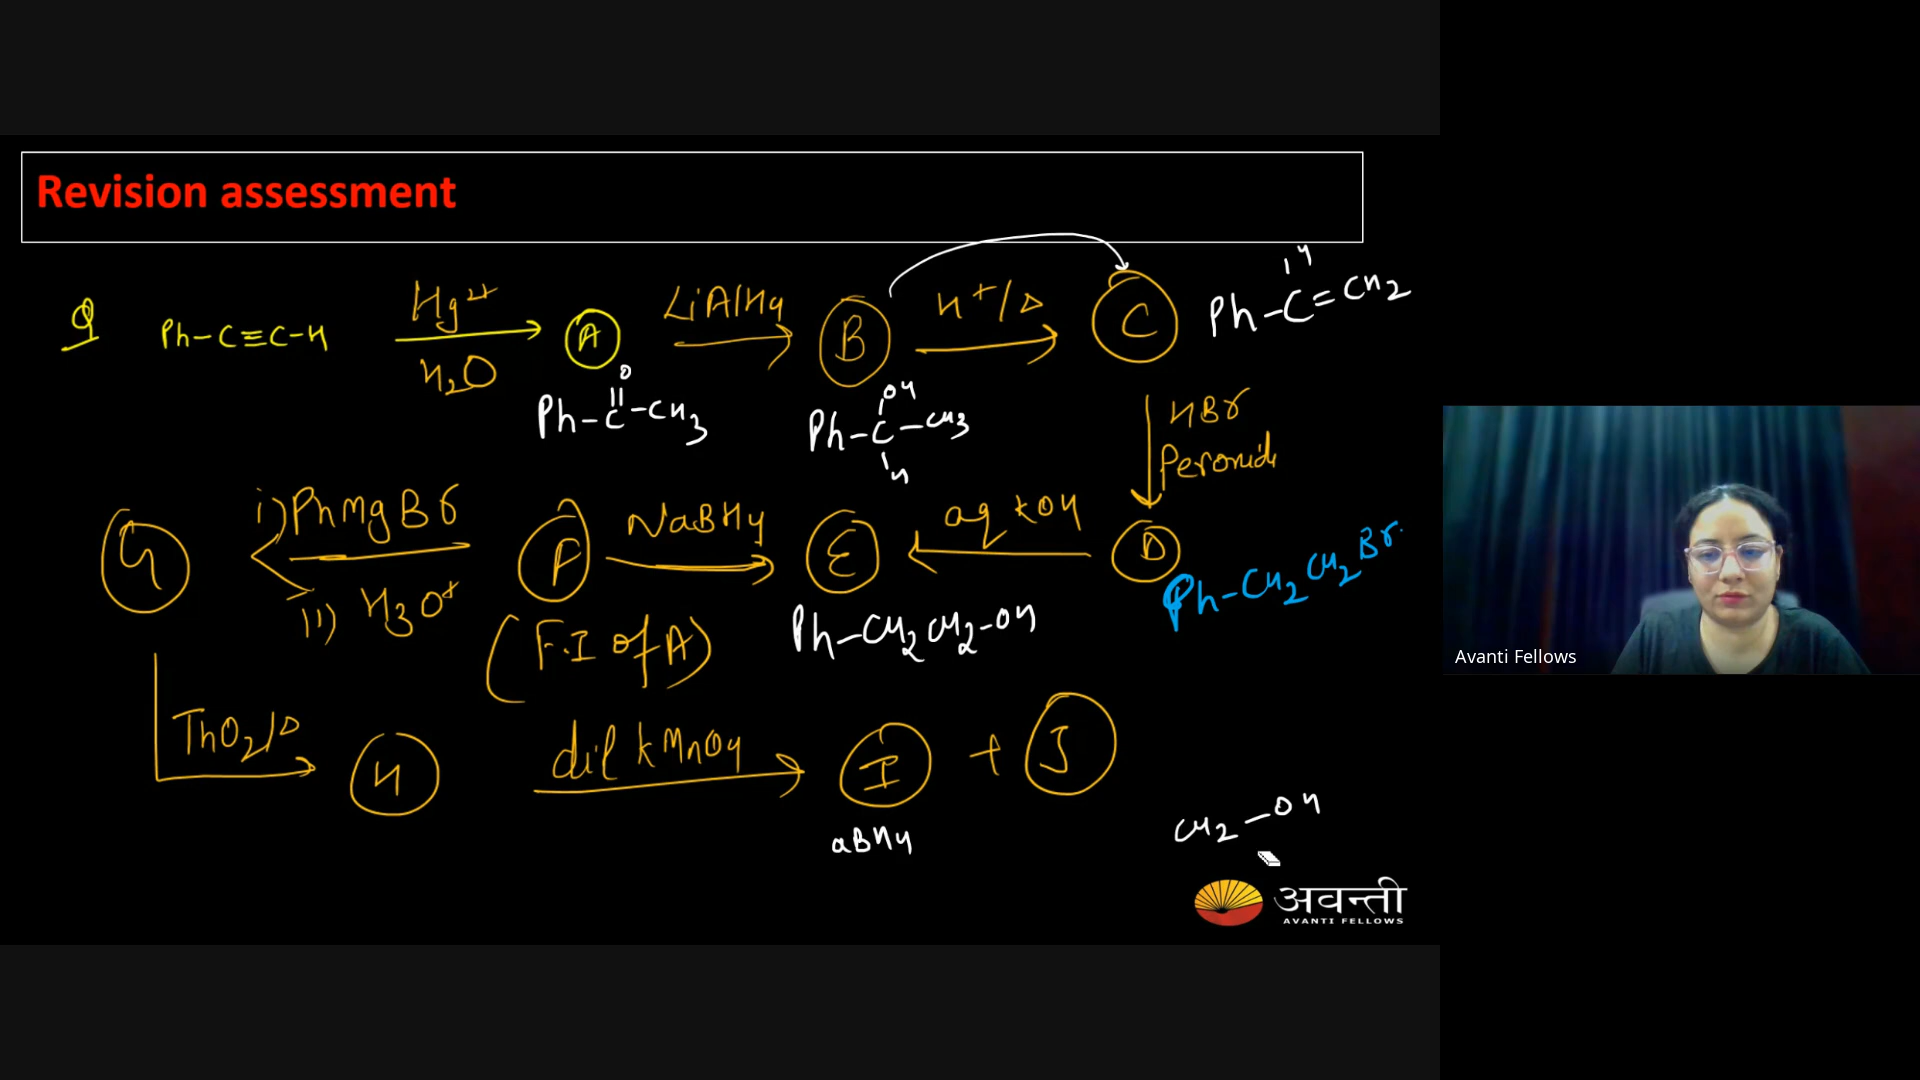 Revision assessment
Q Ph-C≡C-H Hg²⁺ H₂O A LiAlH₄ B H⁺/Δ C Ph-C=CH₂
H
O
Ph-C-CH₃
OH
Ph-C-CH₃
H
HBr
Peroxide
G i) PhMgBr F NaBH₄ E aq KOH D Ph-CH₂CH₂Br
ii) H₃O⁺
(F.I of A) Ph-CH₂CH₂-OH
ThO₂/Δ H dil KMnO₄ I + J
aBH₄
CH₂-OH
अवन्ती
AVANTI FELLOWS
Avanti Fellows